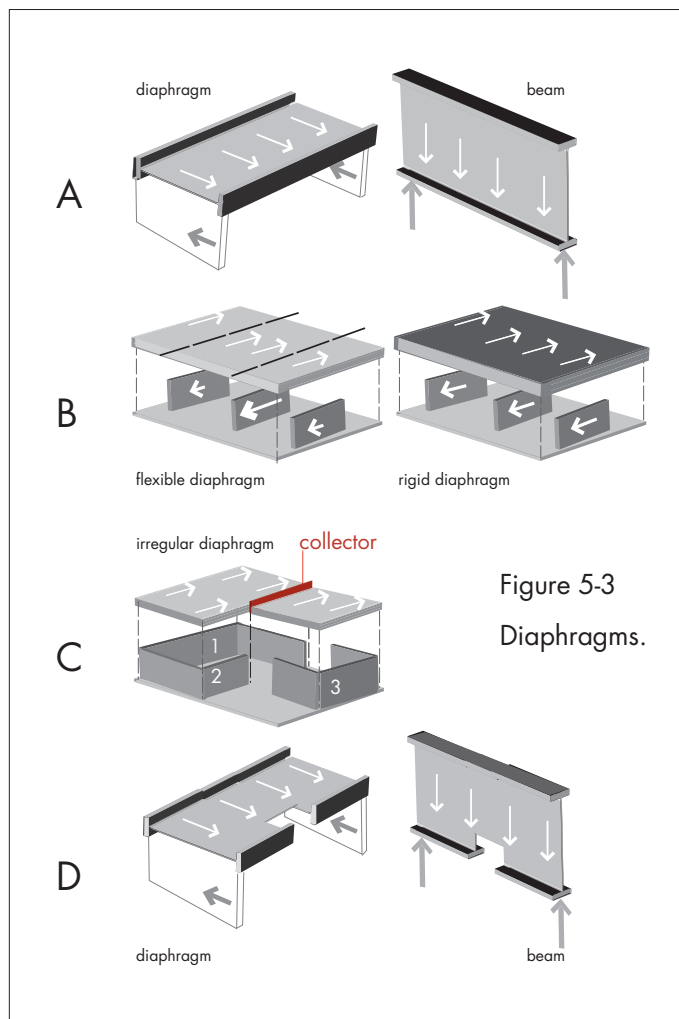 diaphragm
beam
A
B
flexible diaphragm
rigid diaphragm
irregular diaphragm
collector
Figure 5-3
Diaphragms.
C
1
2
3
D
diaphragm
beam